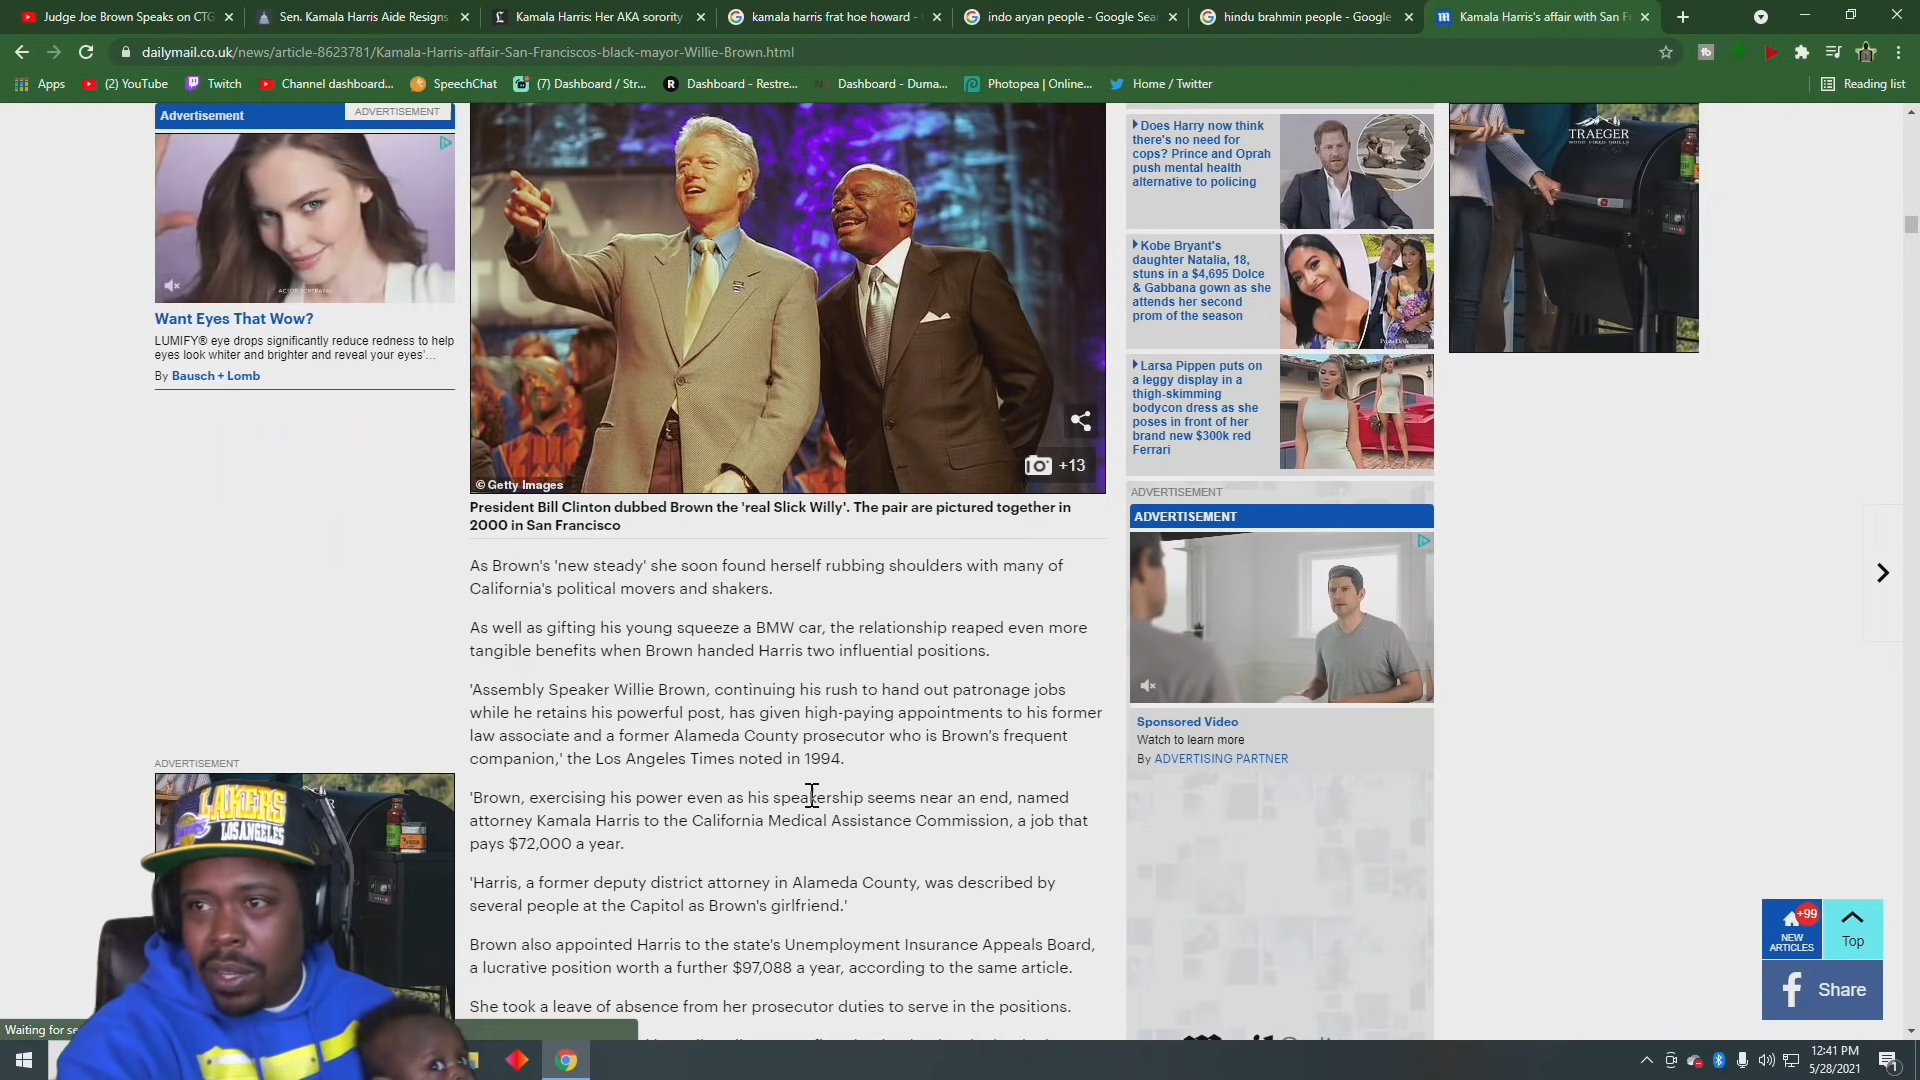 Judge Joe Brown Speaks on CTG
Sen. Kamala Harris Aide Resigns
Kamala Harris: Her AKA sorority
kamala harris frat hoe howard -
indo aryan people - Google Sear
hindu brahmin people - Google
Kamala Harris's affair with San F
dailymail.co.uk/news/article-8623781/Kamala-Harris-affair-San-Franciscos-black-mayor-Willie-Brown.html
Apps
(2) YouTube
Twitch
Channel dashboard...
SpeechChat
(7) Dashboard / Str...
Dashboard - Restre...
Dashboard - Duma...
Photopea | Online...
Home / Twitter
Reading list
Advertisement
ADVERTISEMENT
ACTOR PORTRAYAL
Want Eyes That Wow?
LUMIFY® eye drops significantly reduce redness to help
eyes look whiter and brighter and reveal your eyes'...
By Bausch + Lomb
ADVERTISEMENT
LAKERS
LOS ANGELES
© Getty Images
+13
President Bill Clinton dubbed Brown the 'real Slick Willy'. The pair are pictured together in
2000 in San Francisco
As Brown's 'new steady' she soon found herself rubbing shoulders with many of
California's political movers and shakers.
As well as gifting his young squeeze a BMW car, the relationship reaped even more
tangible benefits when Brown handed Harris two influential positions.
'Assembly Speaker Willie Brown, continuing his rush to hand out patronage jobs
while he retains his powerful post, has given high-paying appointments to his former
law associate and a former Alameda County prosecutor who is Brown's frequent
companion,' the Los Angeles Times noted in 1994.
'Brown, exercising his power even as his speakership seems near an end, named
attorney Kamala Harris to the California Medical Assistance Commission, a job that
pays $72,000 a year.
'Harris, a former deputy district attorney in Alameda County, was described by
several people at the Capitol as Brown's girlfriend.'
Brown also appointed Harris to the state's Unemployment Insurance Appeals Board,
a lucrative position worth a further $97,088 a year, according to the same article.
She took a leave of absence from her prosecutor duties to serve in the positions.
Does Harry now think
there's no need for
cops? Prince and Oprah
push mental health
alternative to policing
Kobe Bryant's
daughter Natalia, 18,
stuns in a $4,695 Dolce
& Gabbana gown as she
attends her second
prom of the season
Larsa Pippen puts on
a leggy display in a
thigh-skimming
bodycon dress as she
poses in front of her
brand new $300k red
Ferrari
ADVERTISEMENT
ADVERTISEMENT
Sponsored Video
Watch to learn more
By ADVERTISING PARTNER
TRAEGER
WOOD FIRED GRILLS
+99
NEW
ARTICLES
Top
Share
Waiting for se
12:41 PM
5/28/2021
1